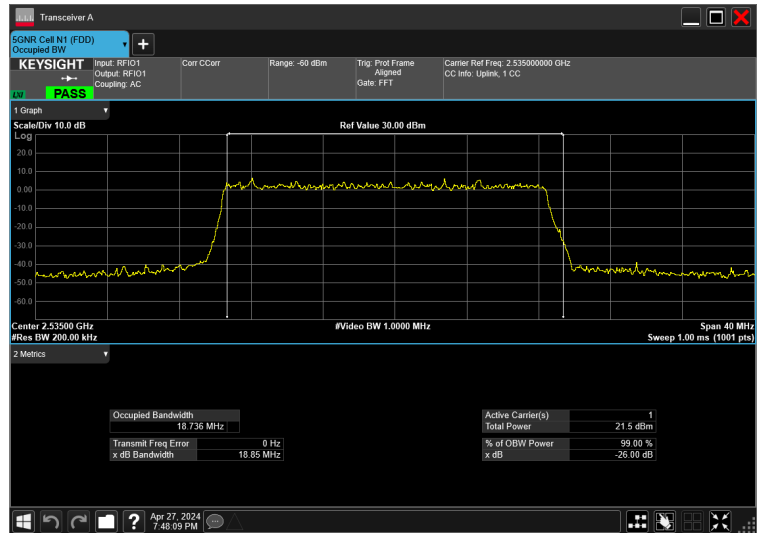 Transceiver A
5GNR Cell N1 (FDD)
Occupied BW
KEYSIGHT
LXI
PASS
Input: RFIO1
Output: RFIO1
Coupling: AC
Corr CCorr
Range: -60 dBm
Trig: Prot Frame
Aligned
Gate: FFT
Carrier Ref Freq: 2.535000000 GHz
CC Info: Uplink, 1 CC
1 Graph
Scale/Div 10.0 dB
Ref Value 30.00 dBm
Log
20.0
10.0
0.00
-10.0
-20.0
-30.0
-40.0
-50.0
-60.0
Center 2.53500 GHz
#Video BW 1.0000 MHz
Span 40 MHz
#Res BW 200.00 kHz
Sweep 1.00 ms (1001 pts)
2 Metrics
Occupied Bandwidth
18.736 MHz
Transmit Freq Error 0 Hz
x dB Bandwidth 18.85 MHz
Active Carrier(s) 1
Total Power 21.5 dBm
% of OBW Power 99.00 %
x dB -26.00 dB
Apr 27, 2024
7:48:09 PM